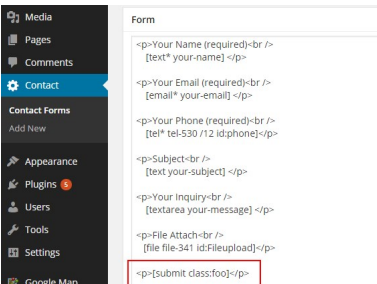 Media
Pages
Comments
Contact
Contact Forms
Add New
Appearance
Plugins 5
Users
Tools
Settings
Google Map
Form
<p>Your Name (required)<br />
[text* your-name] </p>
<p>Your Email (required)<br />
[email* your-email] </p>
<p>Your Phone (required)<br />
[tel* tel-530 /12 id:phone]</p>
<p>Subject<br />
[text your-subject] </p>
<p>Your Inquiry<br />
[textarea your-message] </p>
<p>File Attach<br />
[file file-341 id:Fileupload]</p>
<p>[submit class:foo]</p>